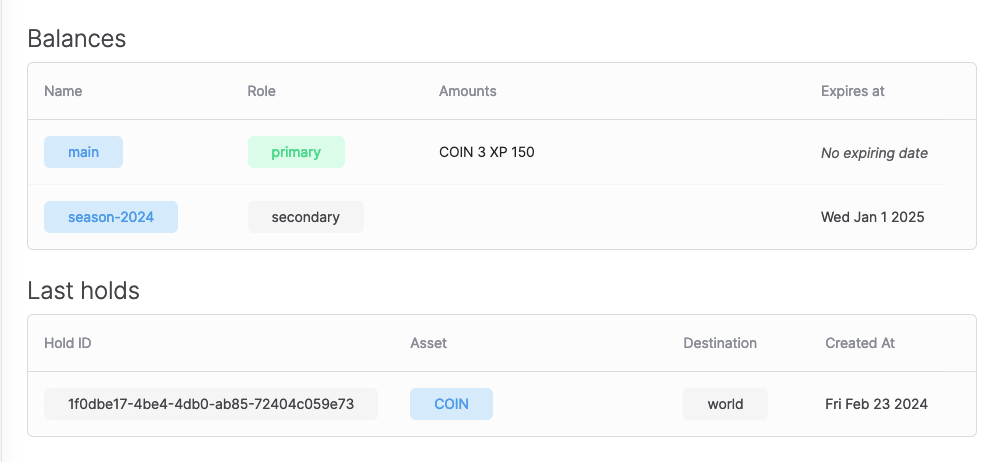 Balances
Name Role Amounts Expires at
main primary COIN 3 XP 150 No expiring date
season-2024 secondary Wed Jan 1 2025
Last holds
Hold ID Asset Destination Created At
1f0dbe17-4be4-4db0-ab85-72404c059e73 COIN world Fri Feb 23 2024